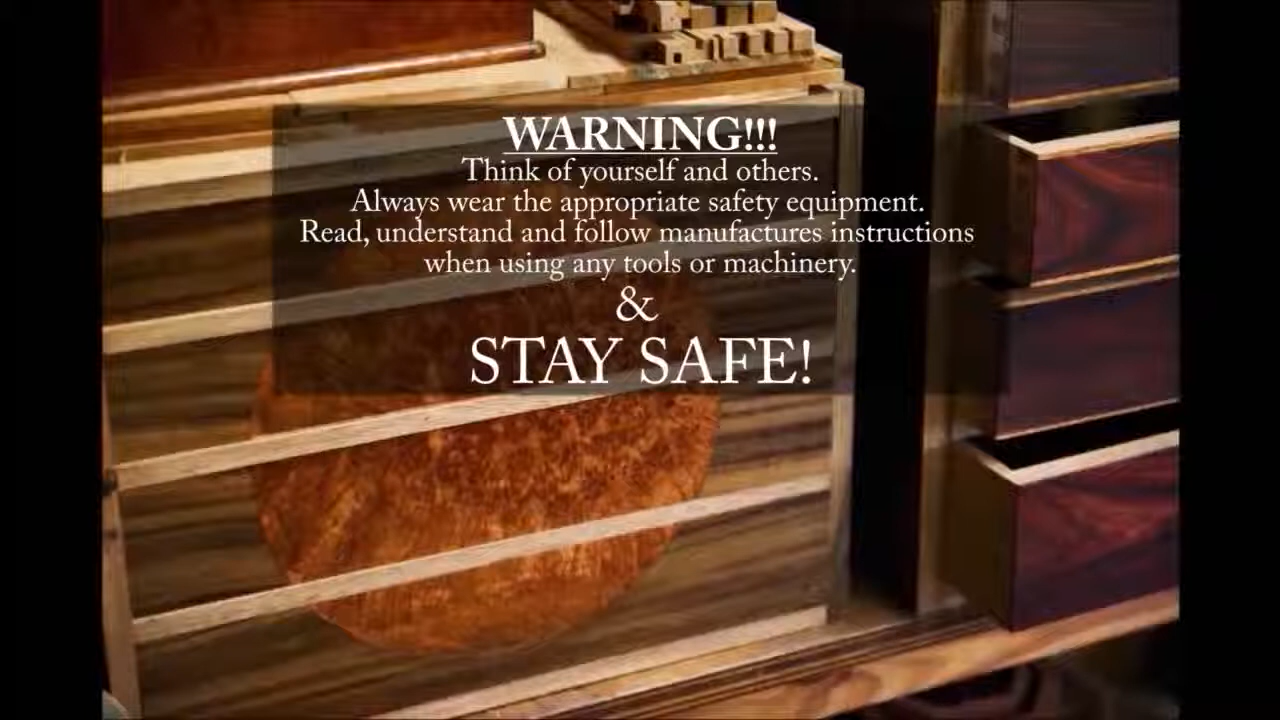 WARNING!!!
Think of yourself and others.
Always wear the appropriate safety equipment.
Read, understand and follow manufactures instructions
when using any tools or machinery.
&
STAY SAFE!